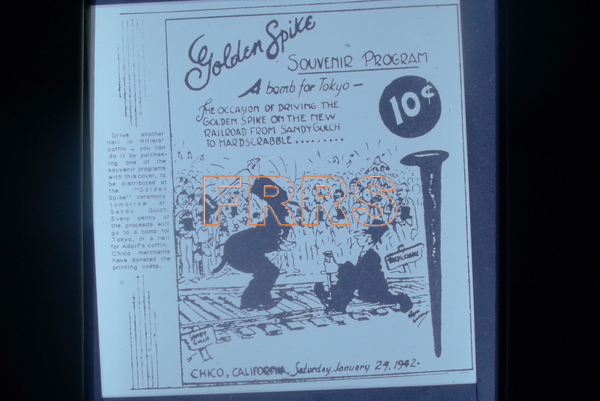 Golden Spike
SOUVENIR PROGRAM
A bomb for Tokyo —
THE OCCASION OF DRIVING THE
GOLDEN SPIKE ON THE NEW
RAILROAD FROM SANDY GULCH
TO HARDSCRABBLE..........
10¢
Drive another
nail in Hitlers'
coffin — you can
do it by purchas-
ing one of the
souvenir programs
with this cover, to
be distributed at
the "Golden
Spike" ceremony
tomorrow at
Sandy Gulch.
Every penny of
the proceeds will
go to a bomb for
Tokyo, or a nail
for Adolf's coffin.
Chico merchants
have donated the
printing comp.
FRRS
SANDY
GULCH
CHICO, CALIFORNIA, Saturday, January 24, 1942-